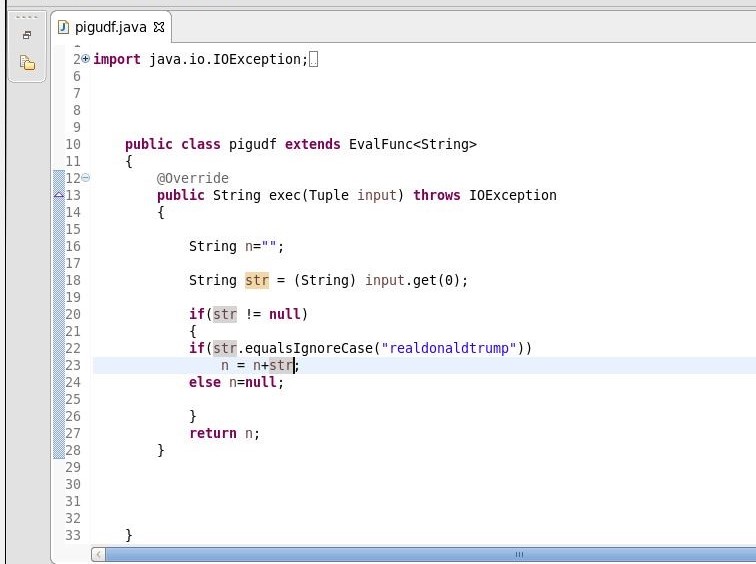 pigudf.java
2 import java.io.IOException;
6
7
8
9
10 public class pigudf extends EvalFunc<String>
11 {
12 @Override
13 public String exec(Tuple input) throws IOException
14 {
15
16 String n="";
17
18 String str = (String) input.get(0);
19
20 if(str != null)
21 {
22 if(str.equalsIgnoreCase("realdonaldtrump"))
23 n = n+str;
24 else n=null;
25
26 }
27 return n;
28 }
29
30
31
32
33 }